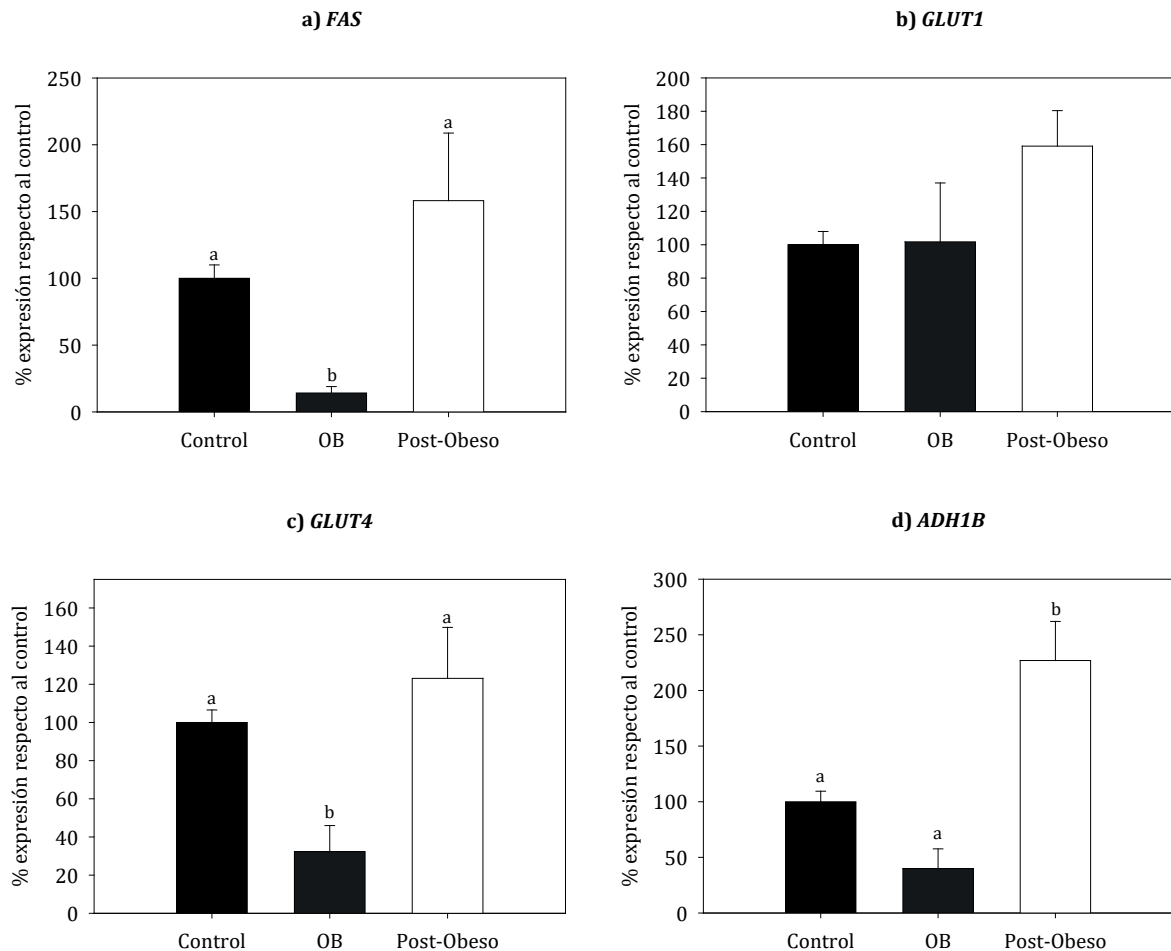 a) FAS
% expresión respecto al control
250
200
150
100
50
0
a
b
a
Control OB Post-Obeso
b) GLUT1
% expresión respecto al control
200
180
160
140
120
100
80
60
40
20
0
Control OB Post-Obeso
c) GLUT4
% expresión respecto al control
160
140
120
100
80
60
40
20
0
a
b
a
Control OB Post-Obeso
d) ADH1B
% expresión respecto al control
300
250
200
150
100
50
0
a
a
b
Control OB Post-Obeso